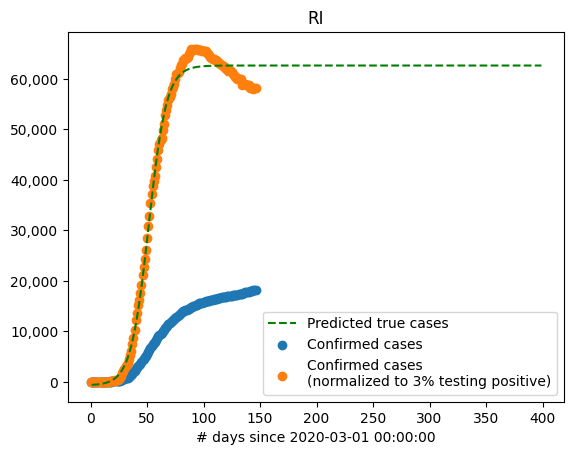 RI
60,000
50,000
40,000
30,000
20,000
10,000
0
Predicted true cases
Confirmed cases
Confirmed cases
(normalized to 3% testing positive)
0 50 100 150 200 250 300 350 400
# days since 2020-03-01 00:00:00